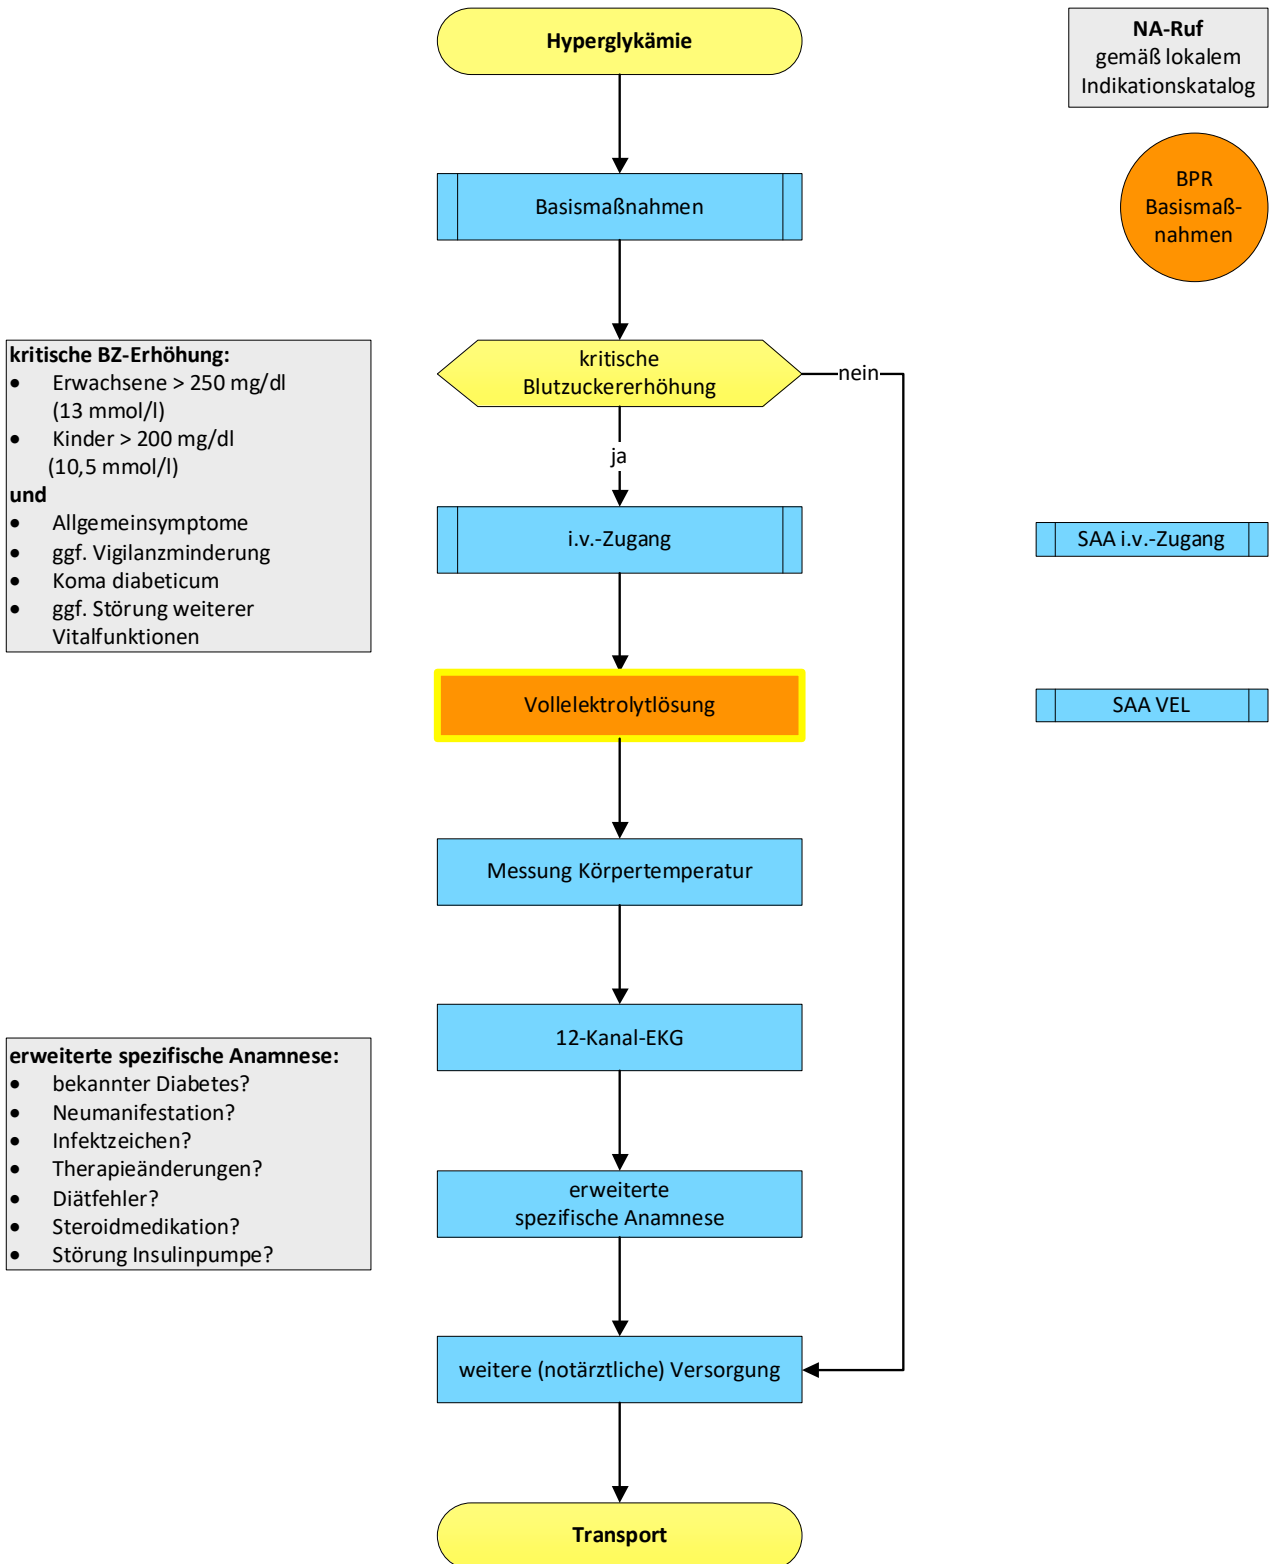 Hyperglykämie
NA-Ruf
gemäß lokalem
Indikationskatalog
BPR
Basismaß-
nahmen
Basismaßnahmen
kritische BZ-Erhöhung:
• Erwachsene > 250 mg/dl
(13 mmol/l)
• Kinder > 200 mg/dl
(10,5 mmol/l)
und
• Allgemeinsymptome
• ggf. Vigilanzminderung
• Koma diabeticum
• ggf. Störung weiterer
Vitalfunktionen
kritische
Blutzuckererhöhung
nein
ja
i.v.-Zugang
SAA i.v.-Zugang
Vollelektrolytlösung
SAA VEL
Messung Körpertemperatur
12-Kanal-EKG
erweiterte spezifische Anamnese:
• bekannter Diabetes?
• Neumanifestation?
• Infektzeichen?
• Therapieänderungen?
• Diätfehler?
• Steroidmedikation?
• Störung Insulinpumpe?
erweiterte
spezifische Anamnese
weitere (notärztliche) Versorgung
Transport